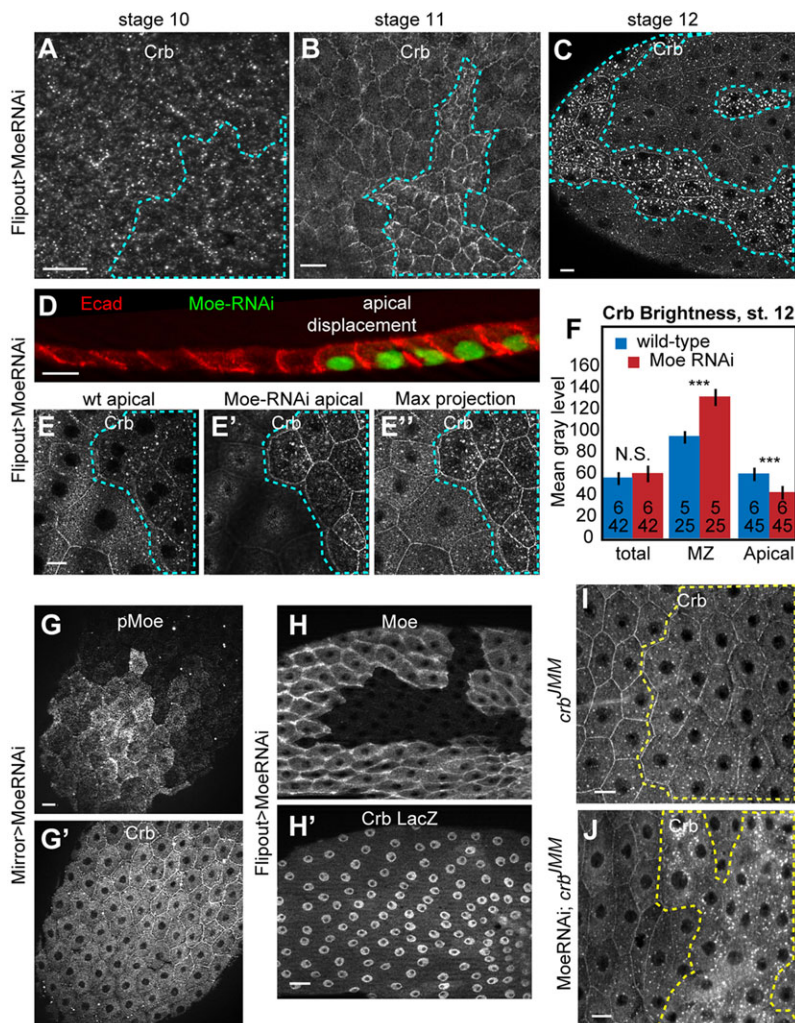 stage 10
stage 11
stage 12
Flipout>MoeRNAi
A
Crb
B
Crb
C
Crb
Flipout>MoeRNAi
D
Ecad
Moe-RNAi
apical
displacement
wt apical
Moe-RNAi apical
Max projection
E
Crb
E'
Crb
E''
Crb
F
Crb Brightness, st. 12
wild-type
Moe RNAi
Mean gray level
160
140
120
100
80
60
40
20
0
N.S.
***
***
6
42
6
42
5
25
5
25
6
45
6
45
total
MZ
Apical
Mirror>MoeRNAi
G
pMoe
G'
Crb
Flipout>MoeRNAi
H
Moe
H'
Crb LacZ
crb^JMM
I
Crb
MoeRNAi; crb^JMM
J
Crb